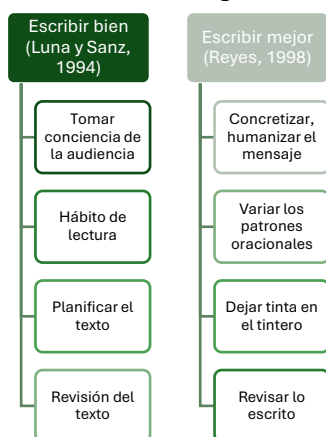 Escribir bien
(Luna y Sanz,
1994)
Tomar
conciencia de
la audiencia
Hábito de
lectura
Planificar el
texto
Revisión del
texto
Escribir mejor
(Reyes, 1998)
Concretizar,
humanizar el
mensaje
Variar los
patrones
oracionales
Dejar tinta en
el tintero
Revisar lo
escrito